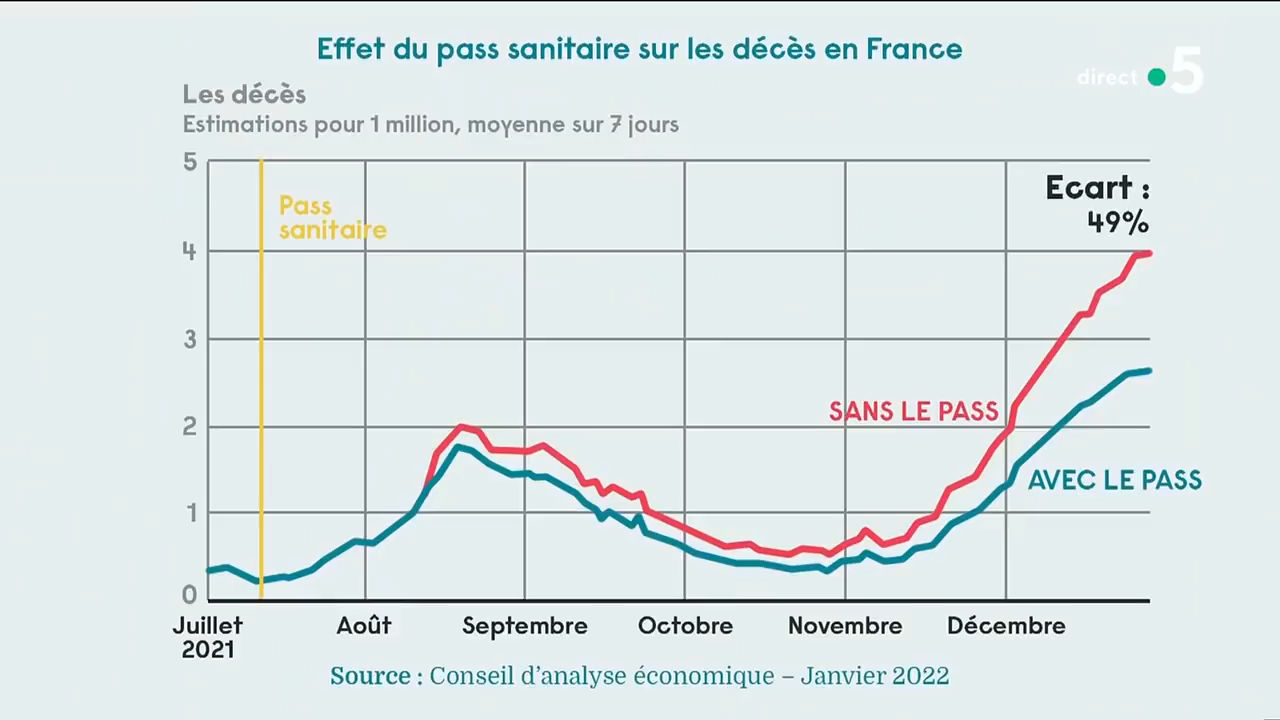 Effet du pass sanitaire sur les décès en France
direct 5
Les décès
Estimations pour 1 million, moyenne sur 7 jours
5
Ecart :
49%
Pass
sanitaire
4
3
2
SANS LE PASS
AVEC LE PASS
1
0
Juillet Août Septembre Octobre Novembre Décembre
2021
Source : Conseil d'analyse économique – Janvier 2022